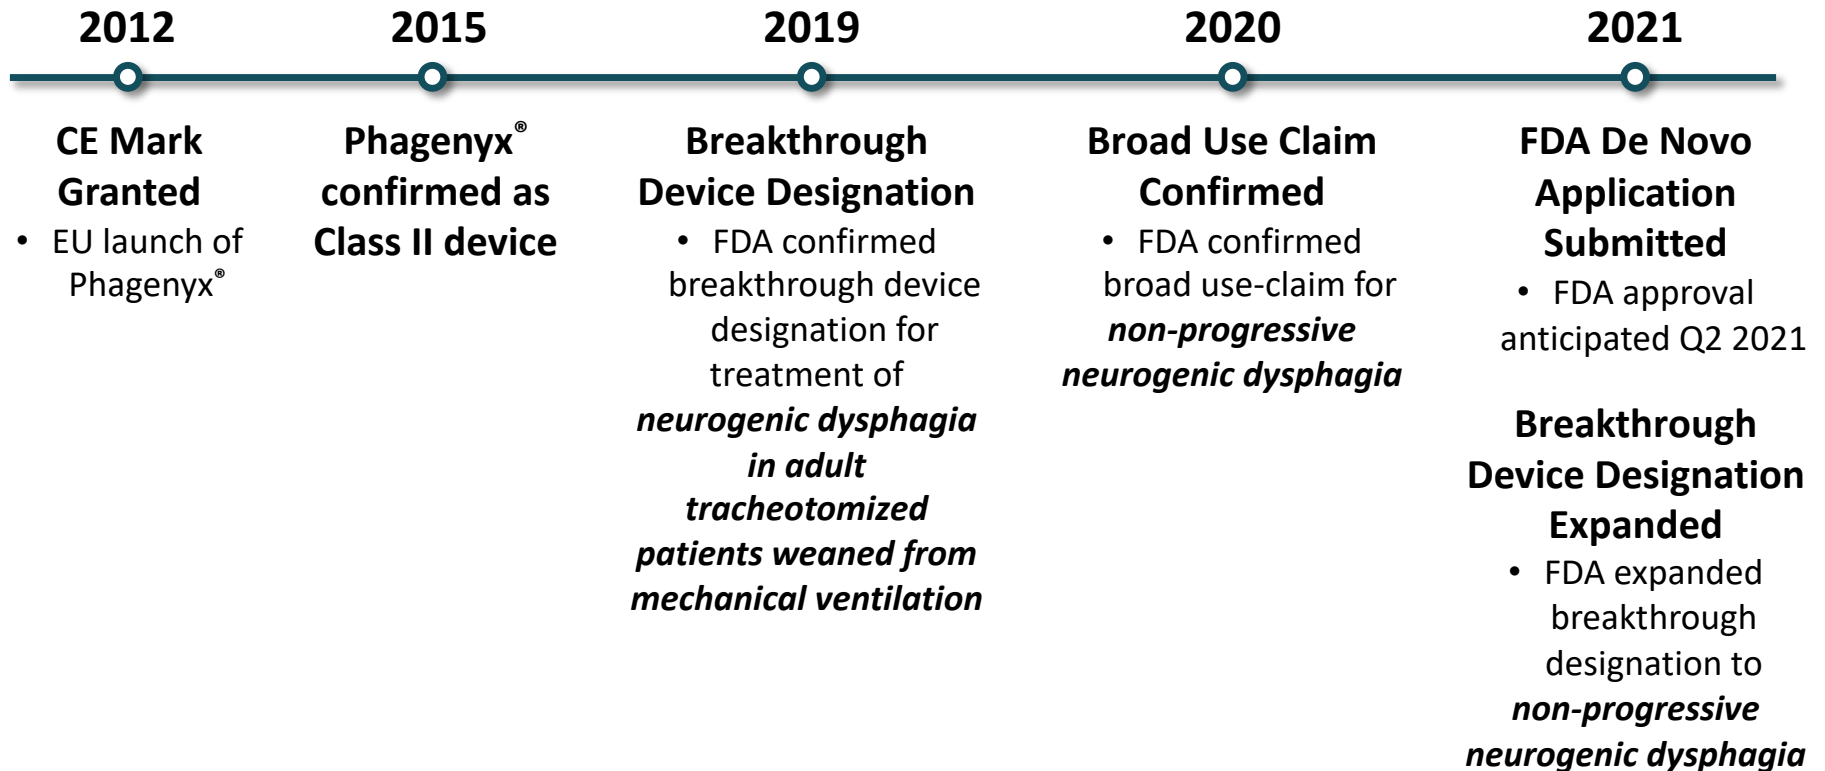 2012
CE Mark
Granted
• EU launch of
Phagenyx®
2015
Phagenyx®
confirmed as
Class II device
2019
Breakthrough
Device Designation
• FDA confirmed
breakthrough device
designation for
treatment of
neurogenic dysphagia
in adult
tracheotomized
patients weaned from
mechanical ventilation
2020
Broad Use Claim
Confirmed
• FDA confirmed
broad use-claim for
non-progressive
neurogenic dysphagia
2021
FDA De Novo
Application
Submitted
• FDA approval
anticipated Q2 2021
Breakthrough
Device Designation
Expanded
• FDA expanded
breakthrough
designation to
non-progressive
neurogenic dysphagia